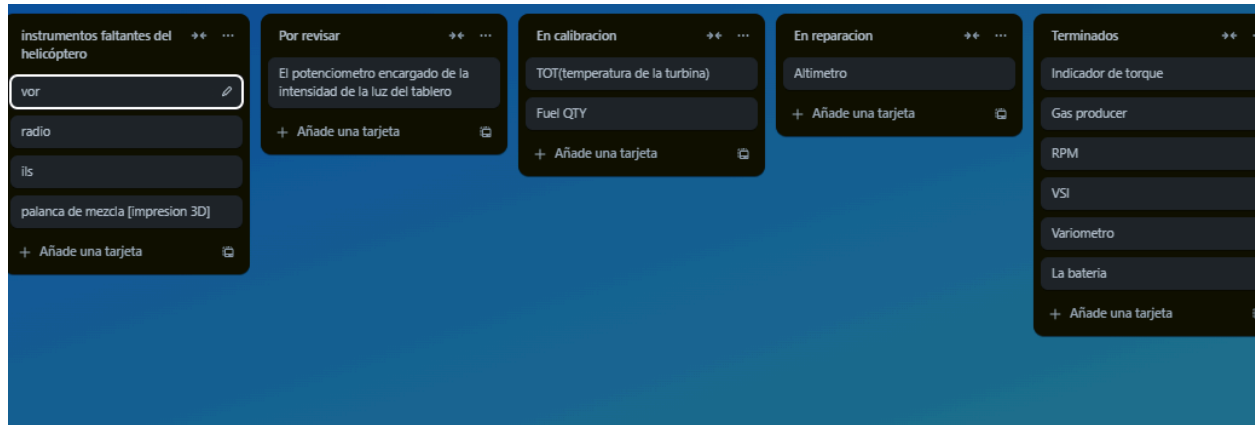 instrumentos faltantes del
helicóptero
vor
radio
ils
palanca de mezcla [impresion 3D]
+ Añade una tarjeta
Por revisar
El potenciometro encargado de la
intensidad de la luz del tablero
+ Añade una tarjeta
En calibracion
TOT(temperatura de la turbina)
Fuel QTY
+ Añade una tarjeta
En reparacion
Altimetro
+ Añade una tarjeta
Terminados
Indicador de torque
Gas producer
RPM
VSI
Variometro
La bateria
+ Añade una tarjeta